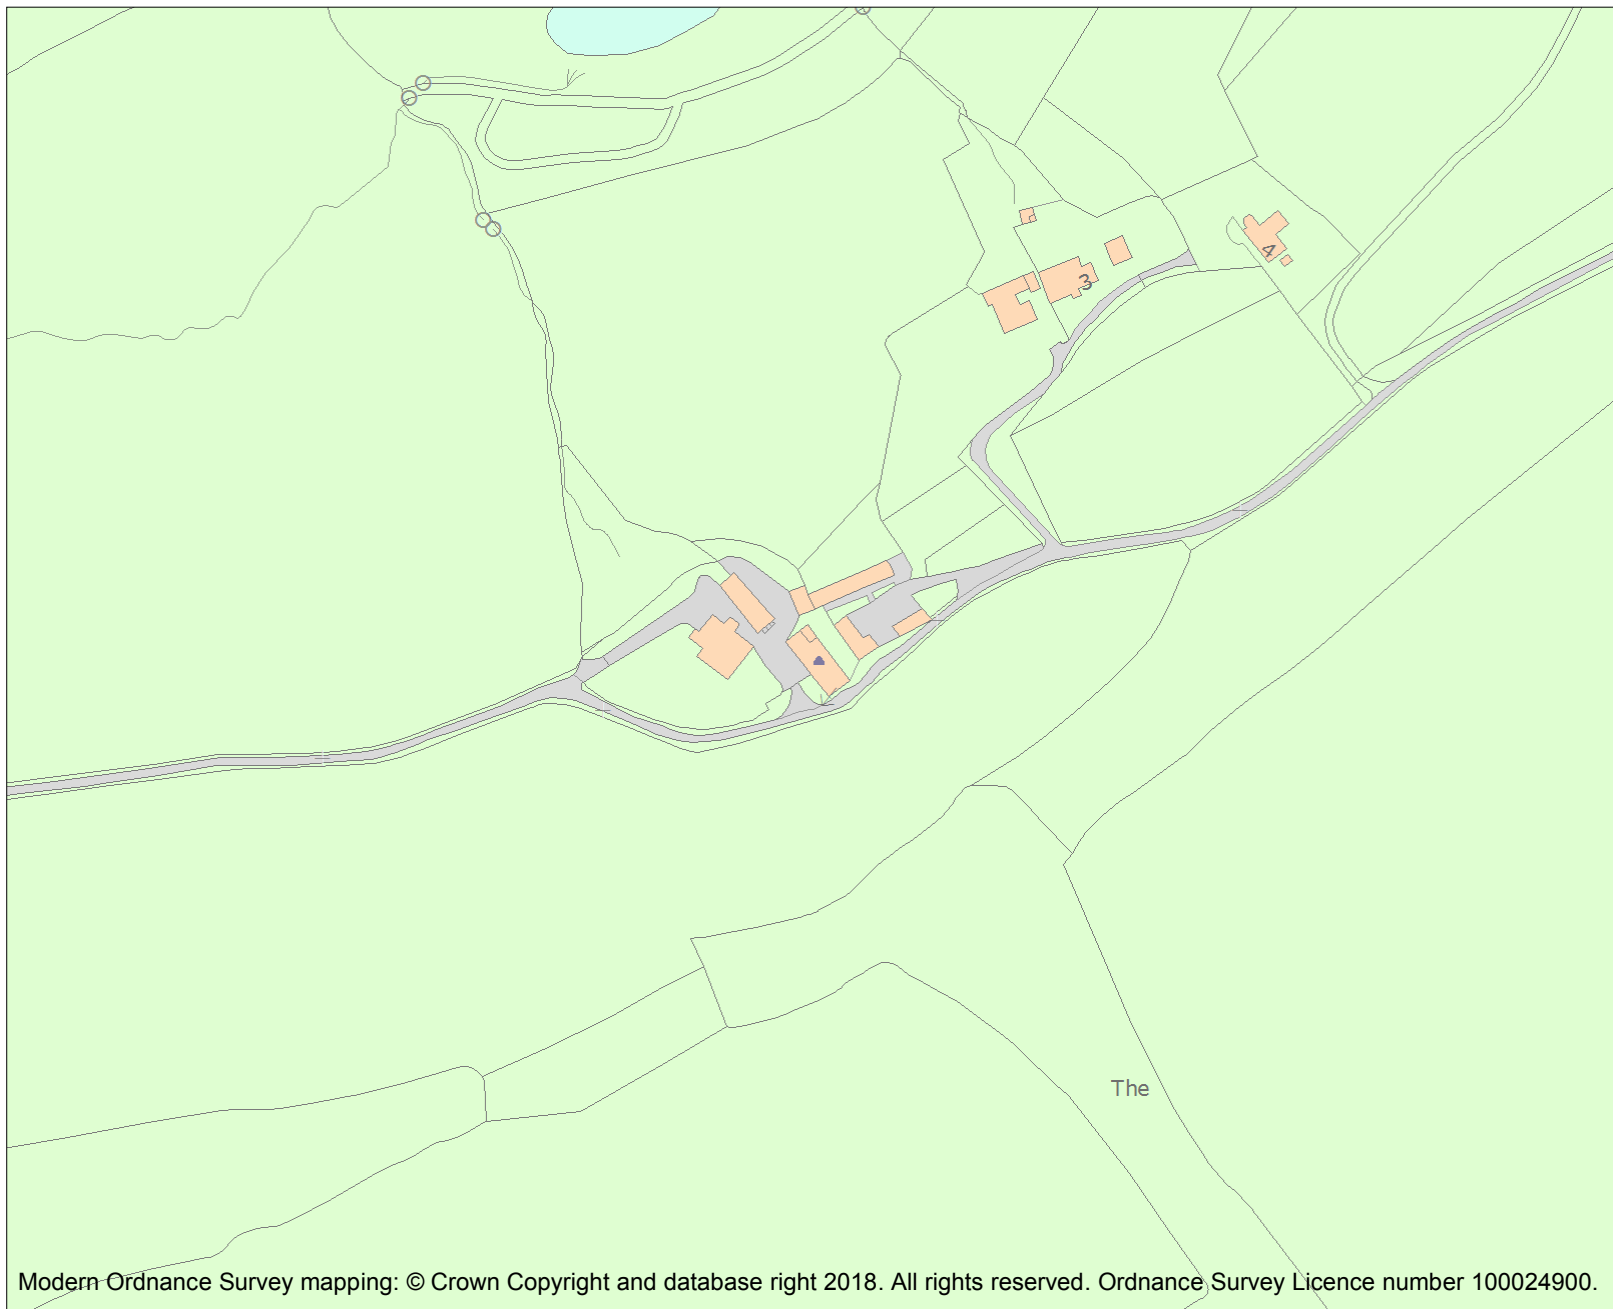 4
3
The
Modern Ordnance Survey mapping: © Crown Copyright and database right 2018. All rights reserved. Ordnance Survey Licence number 100024900.